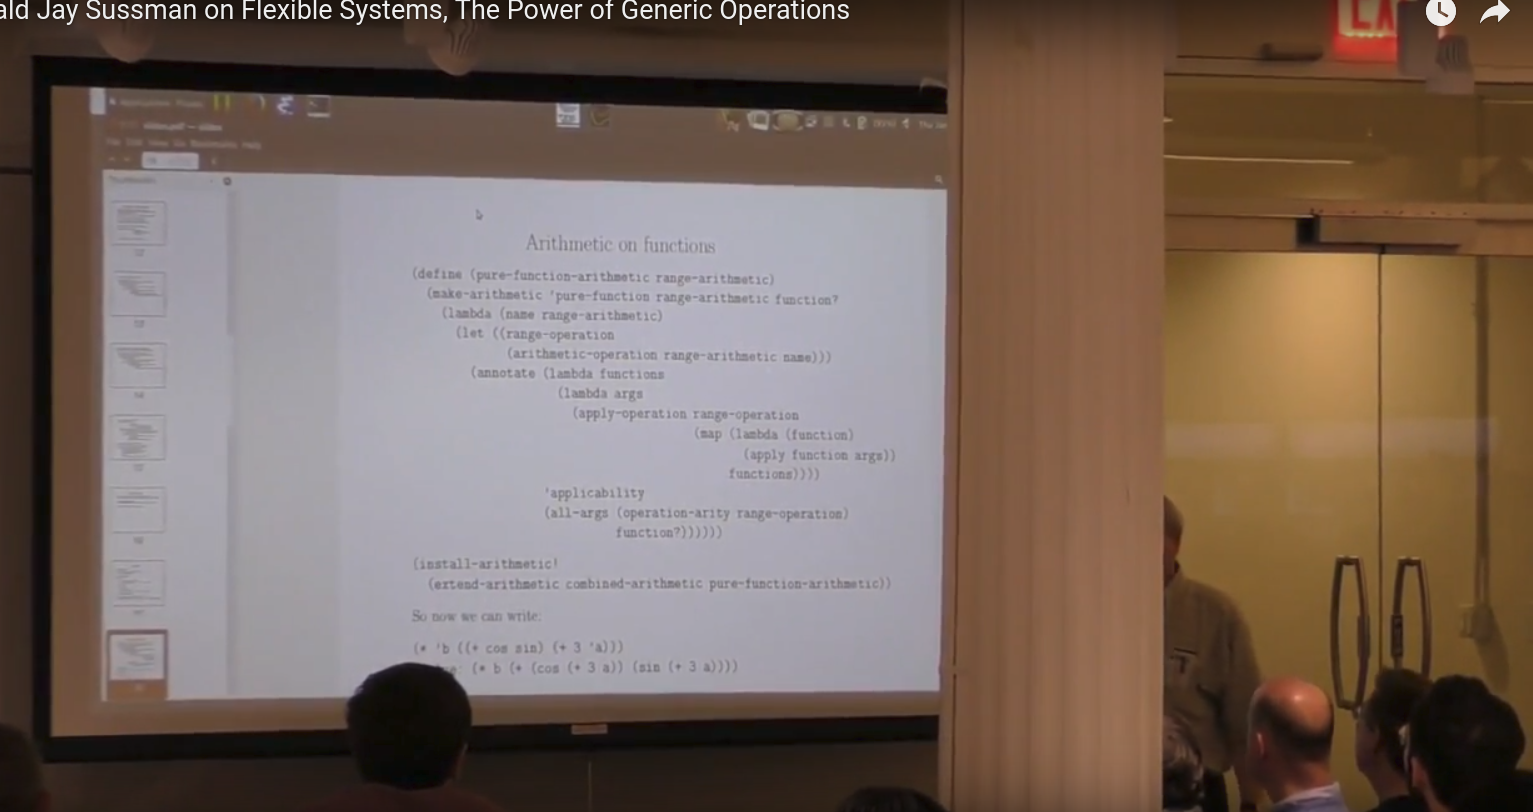 ald Jay Sussman on Flexible Systems, The Power of Generic Operations
EX
Arithmetic on functions
(define (pure-function-arithmetic range-arithmetic)
(make-arithmetic 'pure-function range-arithmetic function?
(lambda (name range-arithmetic)
(let ((range-operation
(arithmetic-operation range-arithmetic name)))
(annotate (lambda functions
(lambda args
(apply-operation range-operation
(map (lambda (function)
(apply function args))
functions))))
'applicability
(all-args (operation-arity range-operation)
function?))))))
(install-arithmetic!
(extend-arithmetic combined-arithmetic pure-function-arithmetic))
So now we can write:
(* 'b ((+ cos sin) (+ 3 'a)))
(* b (+ (cos (+ 3 a)) (sin (+ 3 a))))